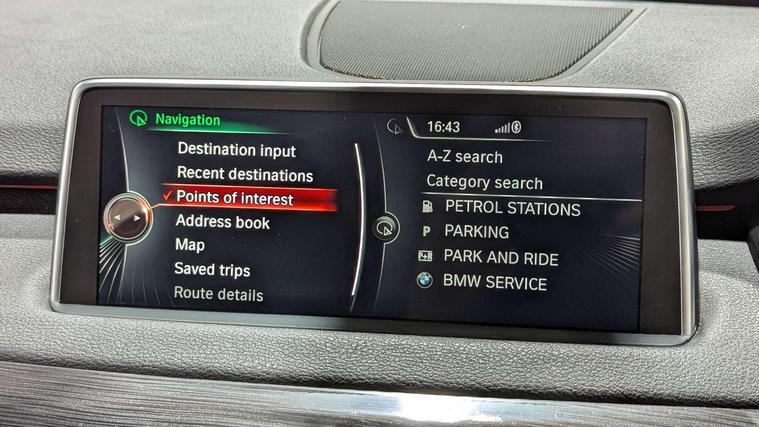 Navigation
Destination input
Recent destinations
Points of interest
Address book
Map
Saved trips
Route details
16:43
A-Z search
Category search
PETROL STATIONS
P PARKING
P+R PARK AND RIDE
BMW SERVICE